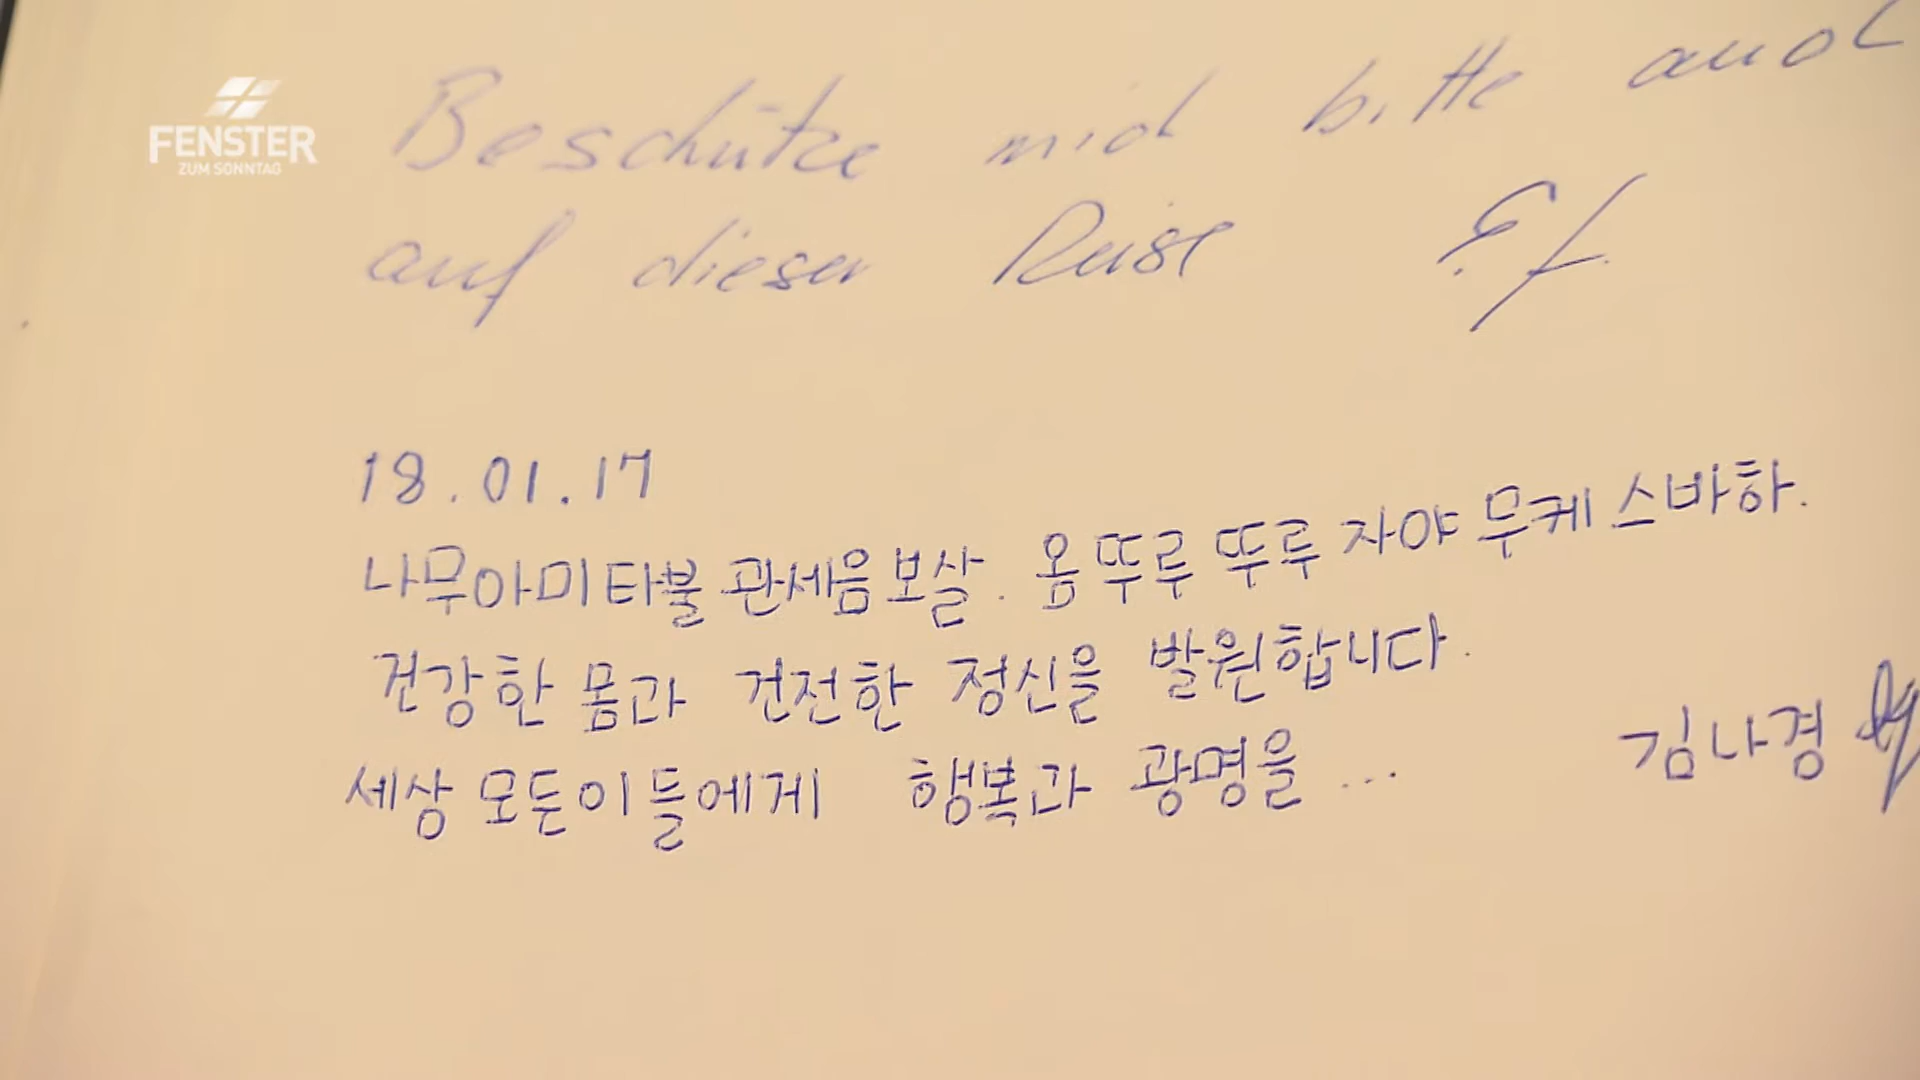 FENSTER
ZUM SONNTAG
Beschütze mich bitte auch
auf dieser Reise E.f.
18.01.17
나무아미타불 관세음보살. 옴 뚜루 뚜루 자야 무케 스바하.
건강한 몸과 건전한 정신을 발원합니다.
세상 모든이들에게 행복과 광명을... 김나경